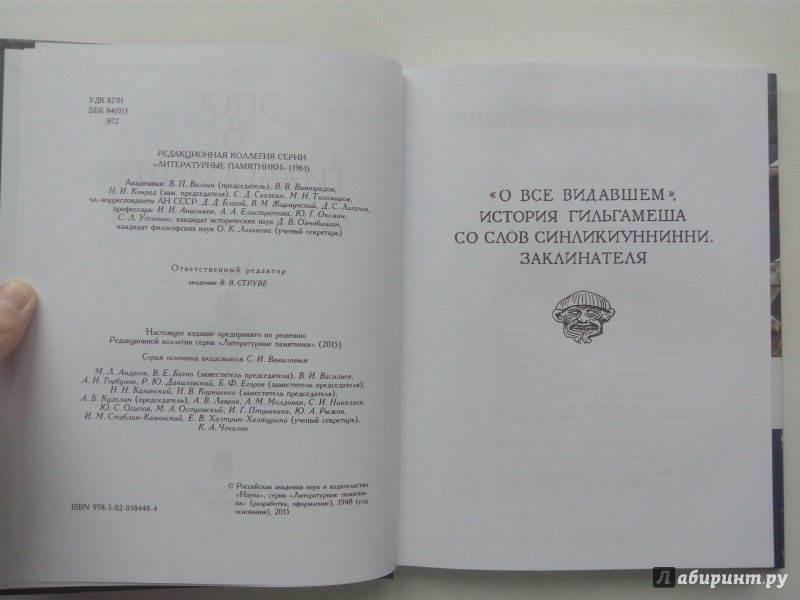 УДК 82'01
ББК 84(0)3
Э72
РЕДАКЦИОННАЯ КОЛЛЕГИЯ СЕРИИ
«ЛИТЕРАТУРНЫЕ ПАМЯТНИКИ» (1961)
Академики: В. П. Волгин (председатель), В. В. Виноградов,
Н. И. Конрад (зам. председателя), С. Д. Сказкин, М. Н. Тихомиров,
чл.-корреспонденты АН СССР: Д. Д. Благой, В. М. Жирмунский, Д. С. Лихачев,
профессора: И. И. Анисимов, А. А. Елистратова, Ю. Г. Оксман,
С. Л. Утченко, кандидат исторических наук Д. В. Ознобишин,
кандидат философских наук О. К. Логинова (ученый секретарь)
Ответственный редактор
академик В. В. СТРУВЕ
Настоящее издание предпринято по решению
Редакционной коллегии серии «Литературные памятники» (2015)
Серия основана академиком С. И. Вавиловым
М. Л. Андреев, В. Е. Багно (заместитель председателя), В. И. Васильев,
А. Н. Горбунов, Р. Ю. Данилевский, Б. Ф. Егоров (заместитель председателя),
Н. Н. Казанский, Н. В. Корниенко (заместитель председателя),
А. Б. Куделин (председатель), А. В. Лавров, А. М. Молдован, С. И. Николаев,
Ю. С. Осипов, М. А. Островский, И. Г. Птушкина, Ю. А. Рыжов,
И. М. Стеблин-Каменский, Е. В. Халтрин-Халтурина (ученый секретарь),
К. А. Чекалов
© Российская академия наук и издательство
«Наука», серия «Литературные памятни-
ки» (разработка, оформление), 1948 (год
основания), 2015
ISBN 978-5-02-038448-4
«О ВСЕ ВИДАВШЕМ»,
ИСТОРИЯ ГИЛЬГАМЕША
СО СЛОВ СИНЛИКИУННИННИ,
ЗАКЛИНАТЕЛЯ
Лабиринт.ру